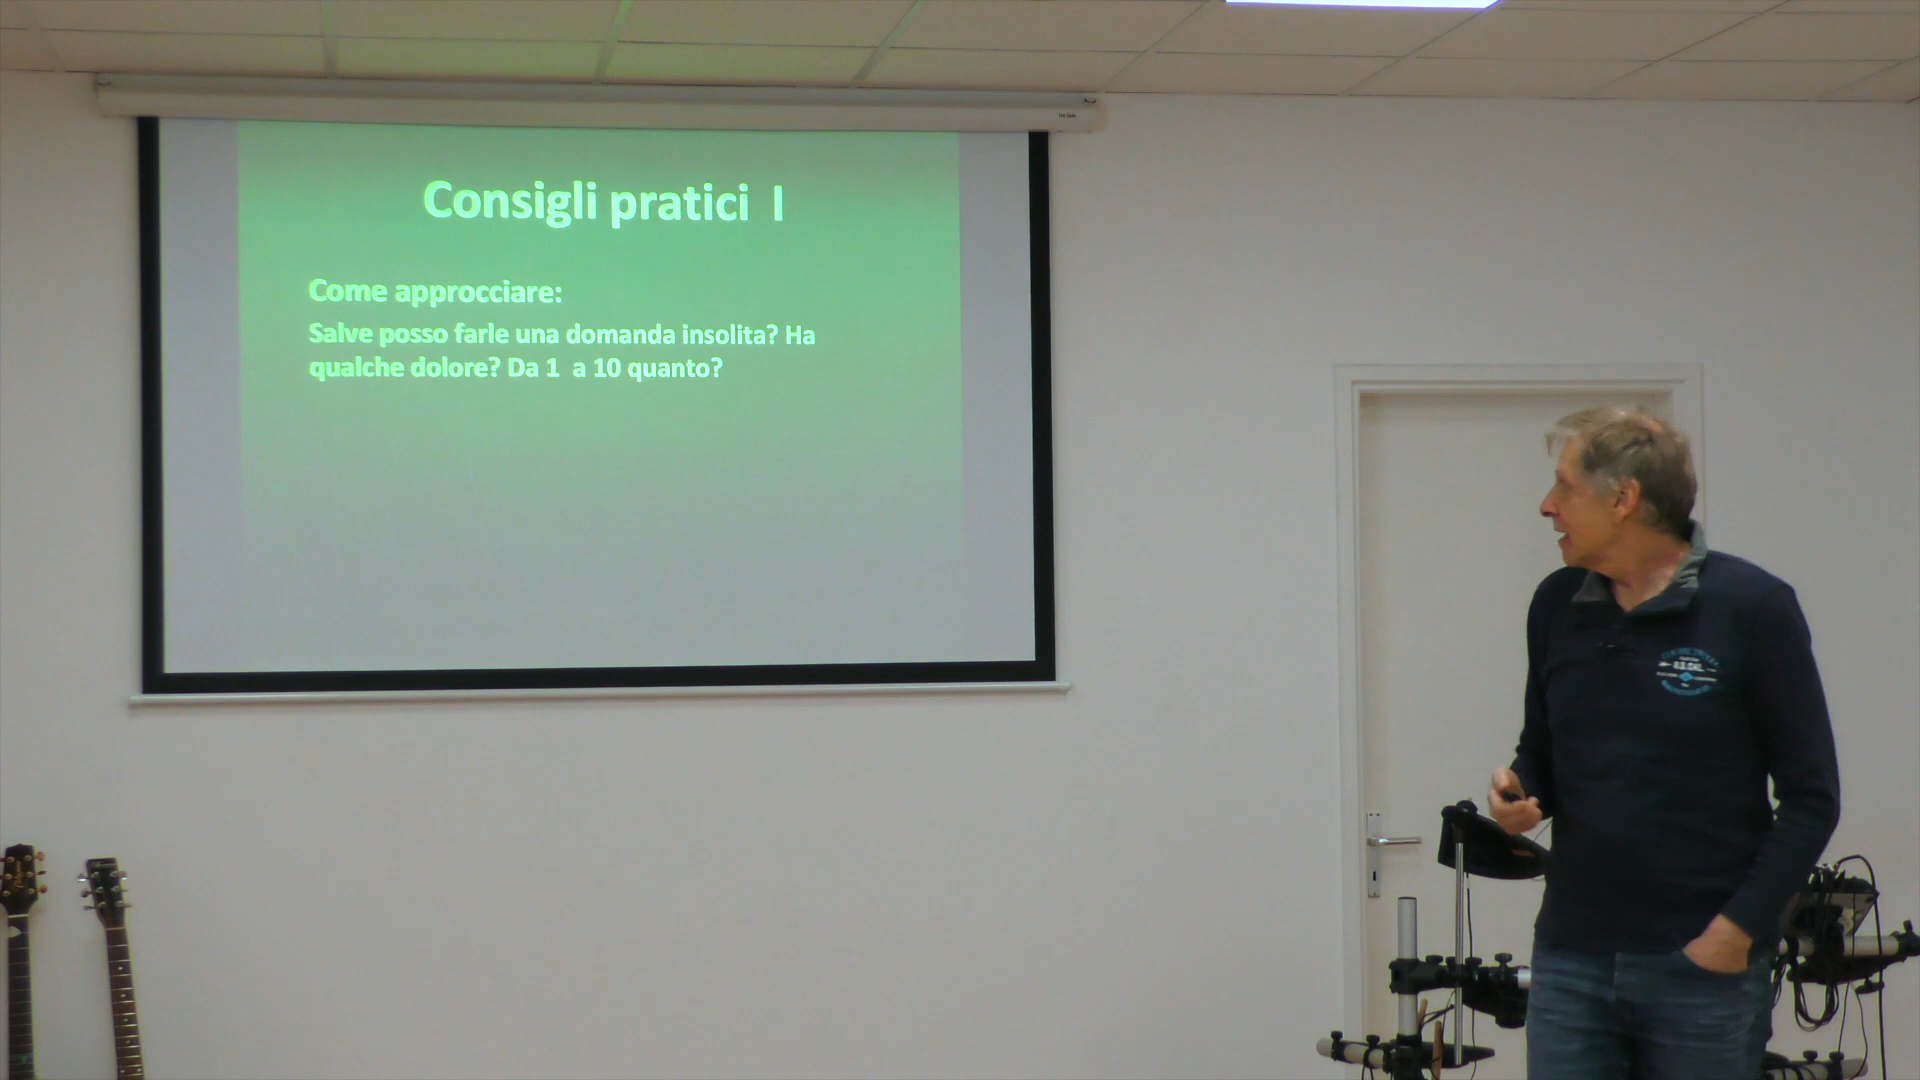 Consigli pratici I
Come approcciare:
Salve posso farle una domanda insolita? Ha
qualche dolore? Da 1 a 10 quanto?